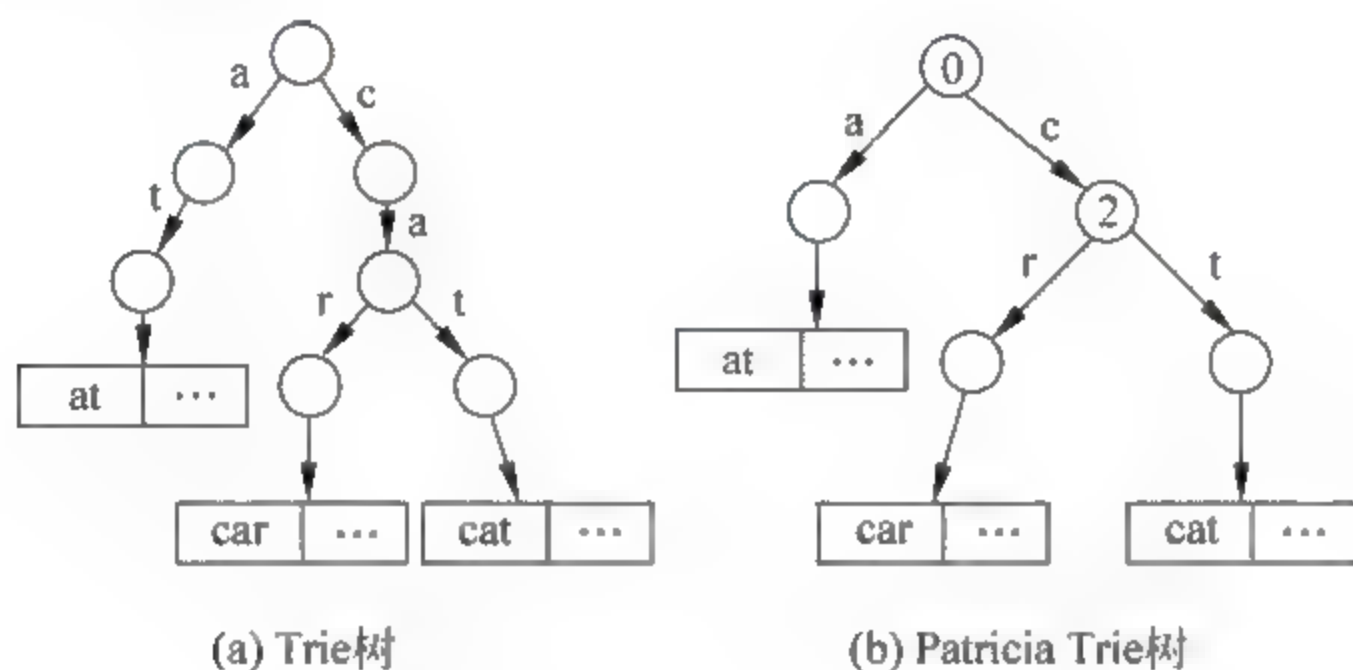 a
c
t
a
r
t
at …
car …
cat …
(a) Trie树
0
a
c
2
r
t
at …
car …
cat …
(b) Patricia Trie树